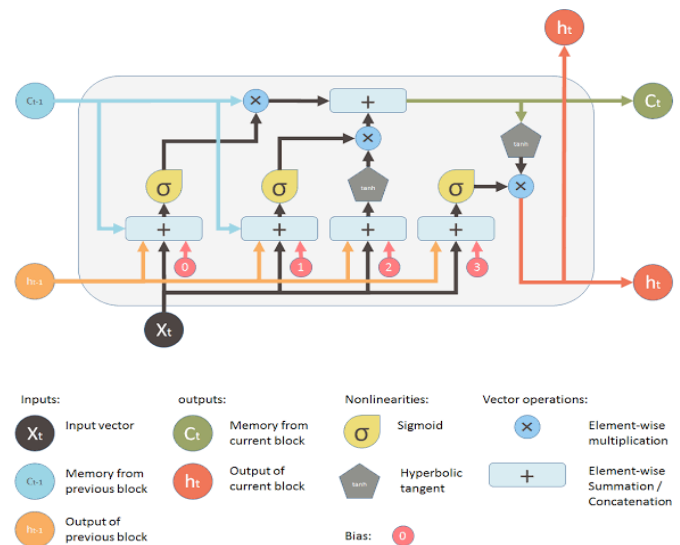 ht
Ct-1
×
+
Ct
×
tanh
σ
σ
tanh
σ
×
+
+
+
+
0
1
2
3
ht-1
ht
Xt
Inputs:
outputs:
Nonlinearities:
Vector operations:
Xt
Input vector
Ct
Memory from
current block
σ
Sigmoid
×
Element-wise
multiplication
Ct-1
Memory from
previous block
ht
Output of
current block
tanh
Hyperbolic
tangent
+
Element-wise
Summation /
Concatenation
ht-1
Output of
previous block
Bias:
0